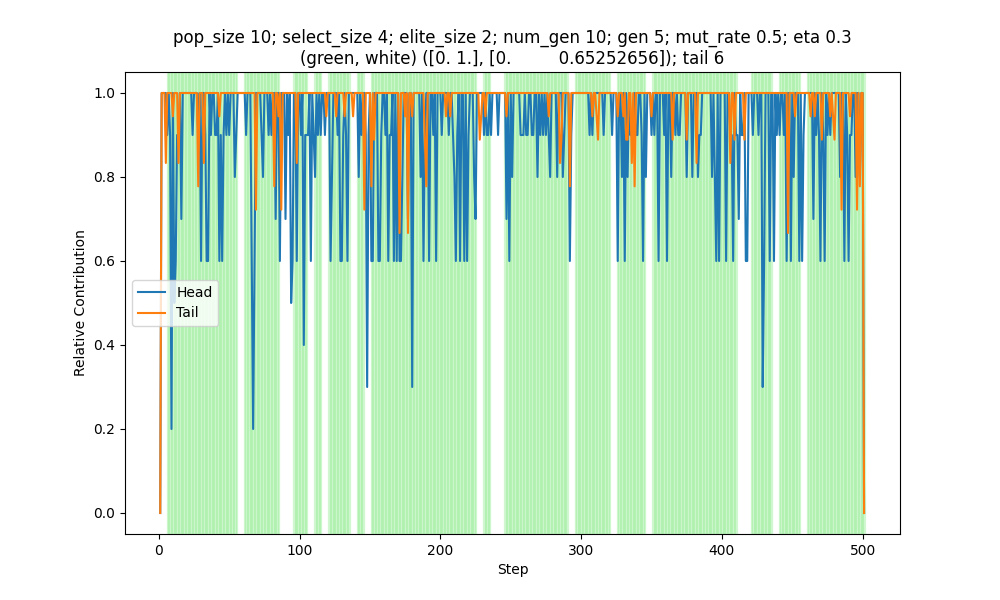 pop_size 10; select_size 4; elite_size 2; num_gen 10; gen 5; mut_rate 0.5; eta 0.3
(green, white) ([0. 1.], [0.          0.65252656]); tail 6
1.0
0.8
0.6
0.4
0.2
0.0
Relative Contribution
Head
Tail
0 100 200 300 400 500
Step